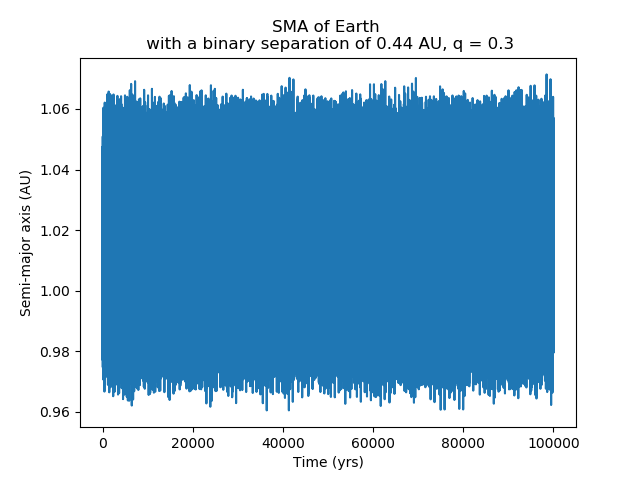 SMA of Earth
with a binary separation of 0.44 AU, q = 0.3
Semi-major axis (AU)
1.06
1.04
1.02
1.00
0.98
0.96
0 20000 40000 60000 80000 100000
Time (yrs)